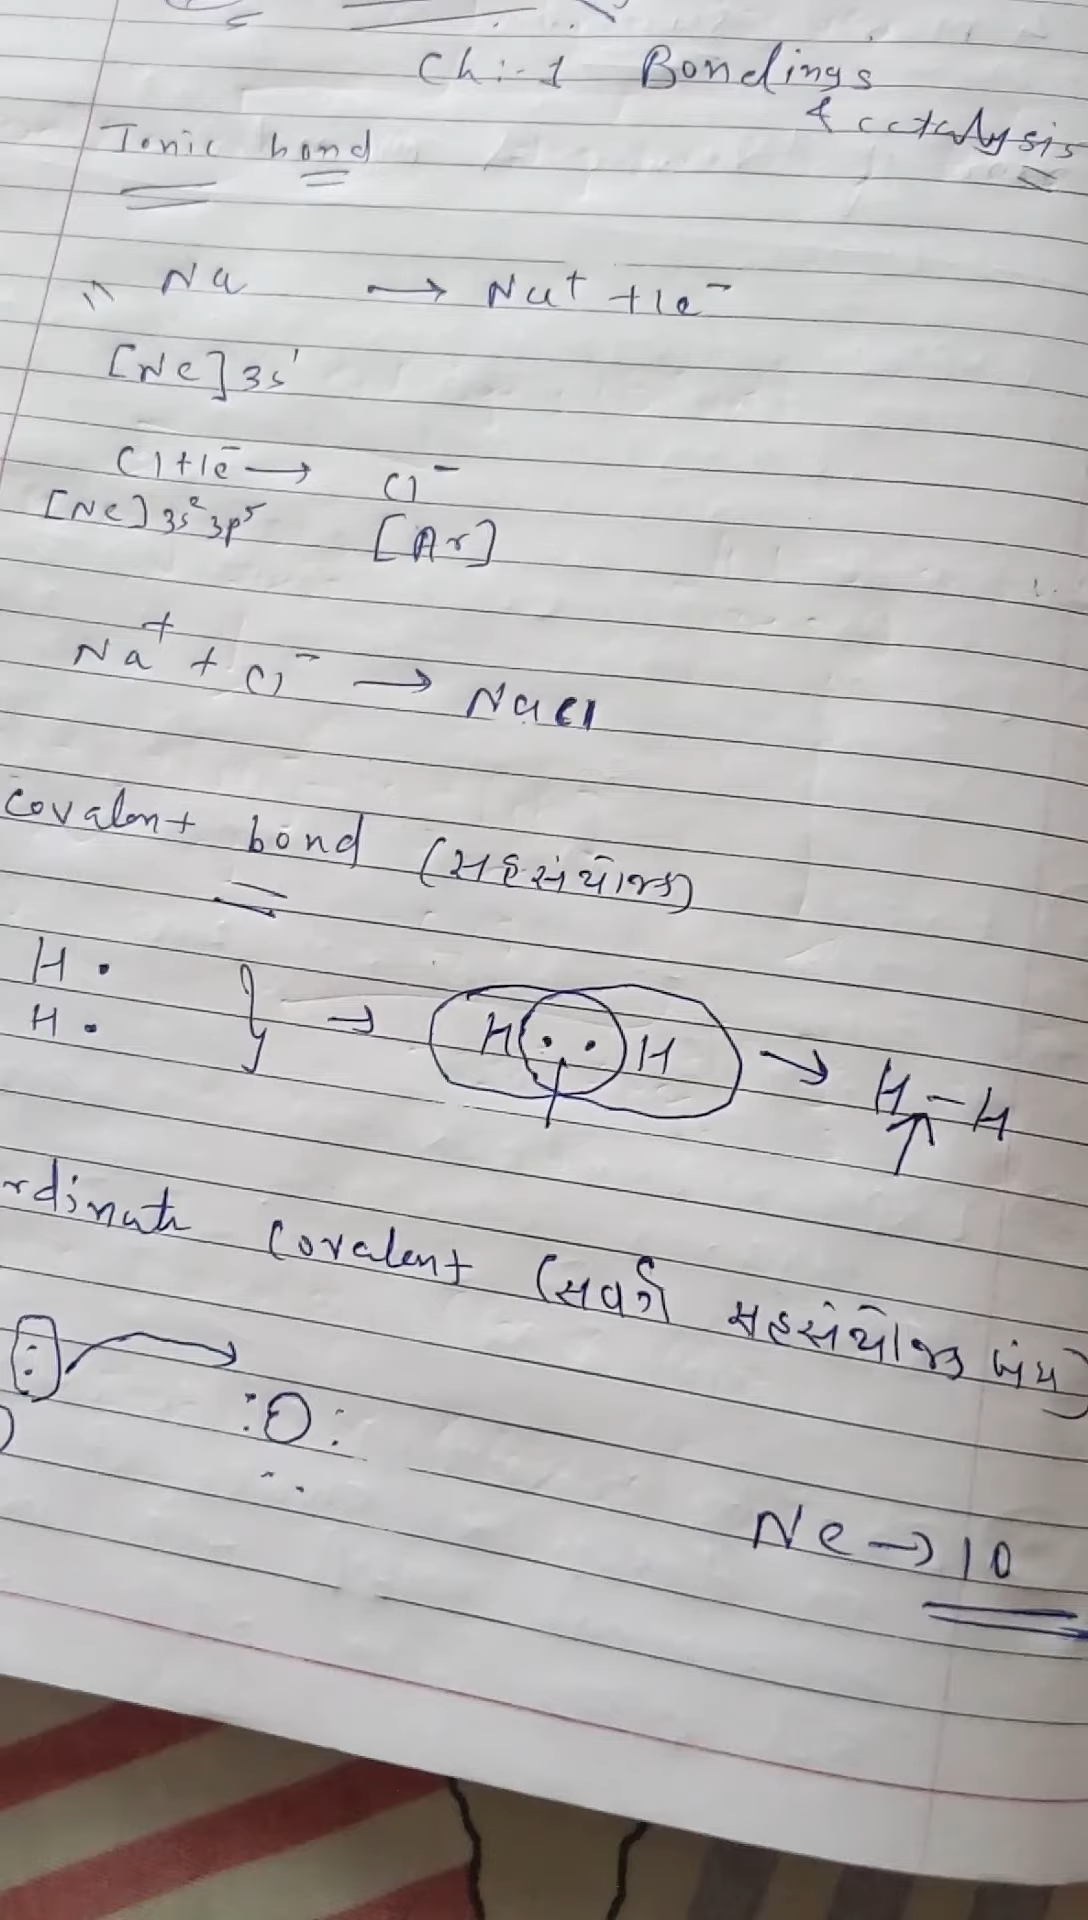 Ch:-1 Bondings
& catalysis
Ionic bond
Na → Na⁺ + 1e⁻
[Ne] 3s¹
Cl + 1e⁻ → Cl⁻
[Ne] 3s² 3p⁵ [Ar]
Na⁺ + Cl⁻ → NaCl
Covalent bond (સહસંયોજક)
H •
H • } → H • • H → H – H
rdinate Covalent (સવર્ગ સહસંયોજક બંધ)
:O:
Ne → 10